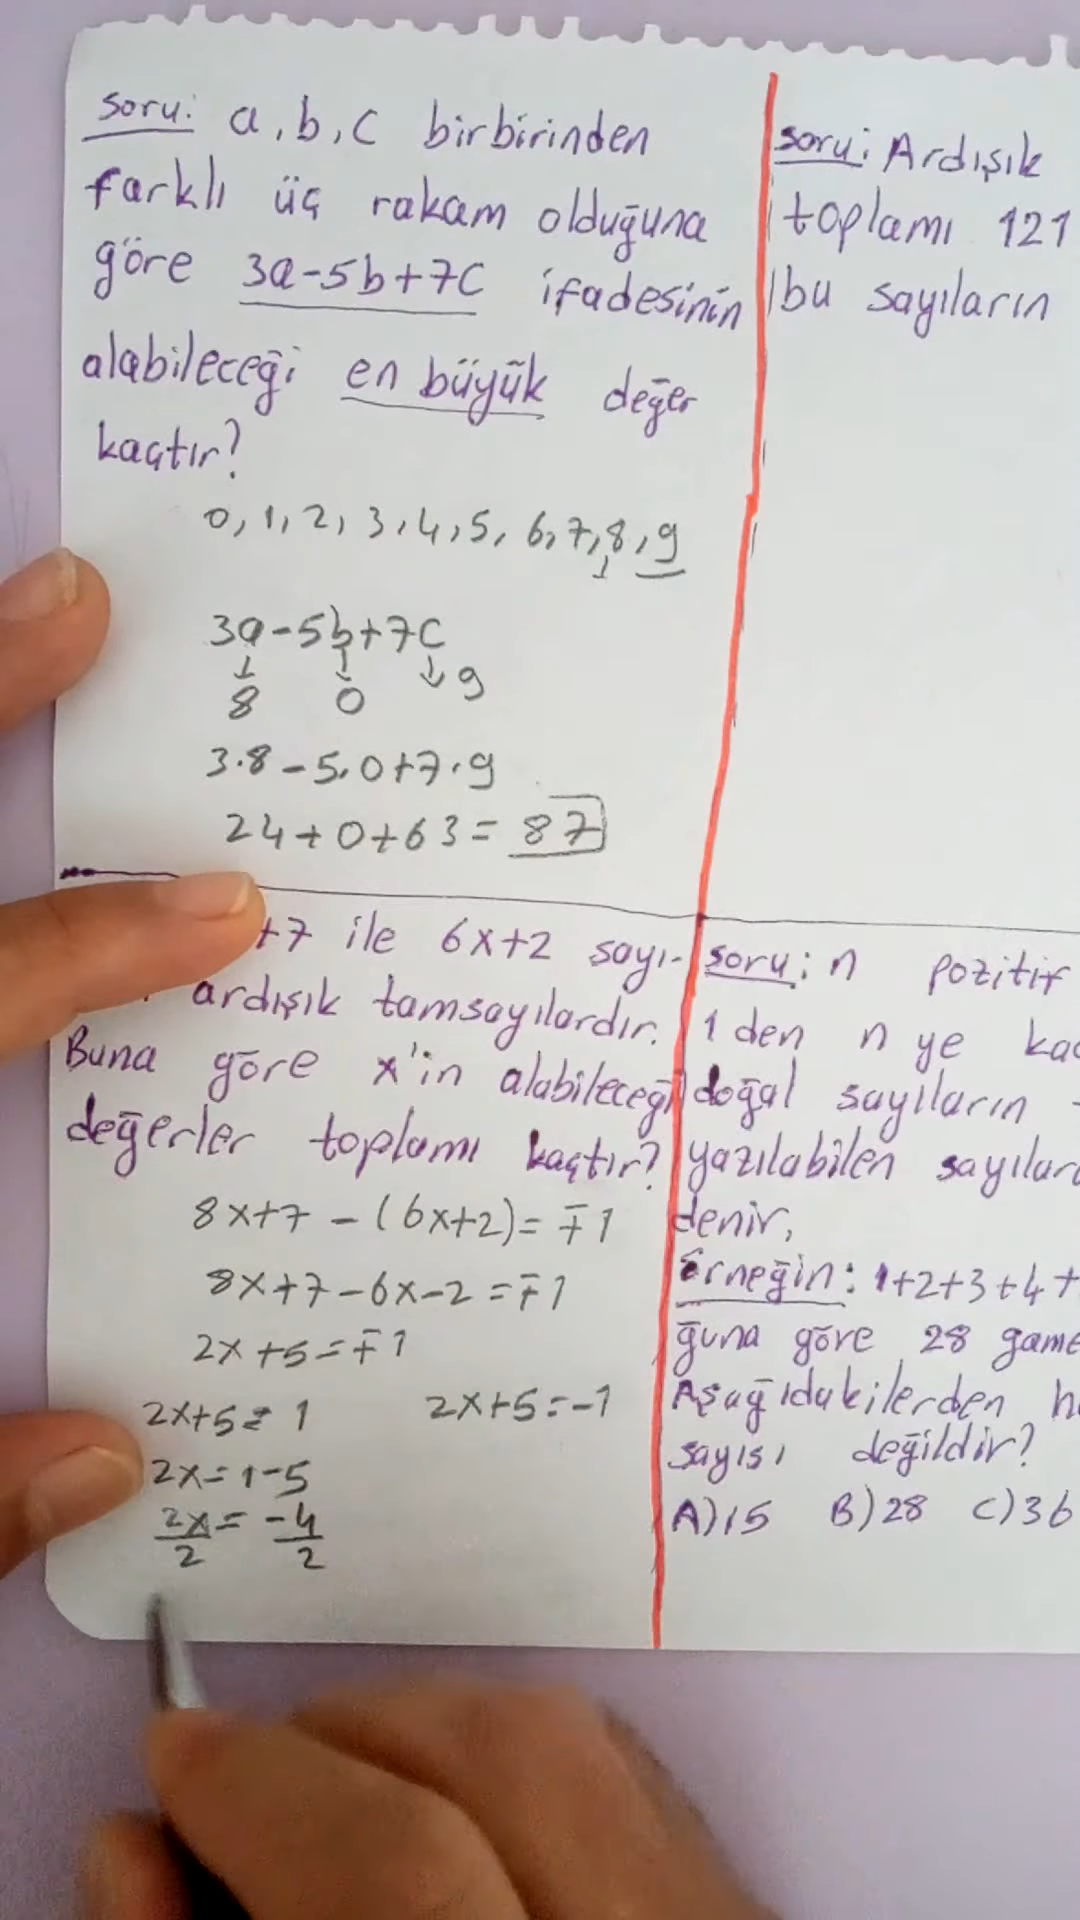 soru: a, b, c birbirinden
farklı üç rakam olduğuna
göre 3a-5b+7c ifadesinin
alabileceği en büyük değer
kaçtır?
0, 1, 2, 3, 4, 5, 6, 7, 8, 9
3a-5b+7c
8 0 9
3.8-5.0+7.9
24+0+63= 87
+7 ile 6x+2 sayı-
ardışık tamsayılardır.
Buna göre x'in alabileceği
değerler toplamı kaçtır?
8x+7-(6x+2)=∓1
8x+7-6x-2=∓1
2x+5=∓1
2x+5=1 2x+5=-1
2x=1-5
2x/2 = -4/2
soru: Ardışık
toplamı 121
bu sayıların
soru: n pozitif
1 den n ye
doğal sayıların
yazılabilen
denir,
Örneğin: 1+2+3+4+
ğuna göre 28
Aşağıdakilerden
sayısı değildir?
A)15 B)28 C)36